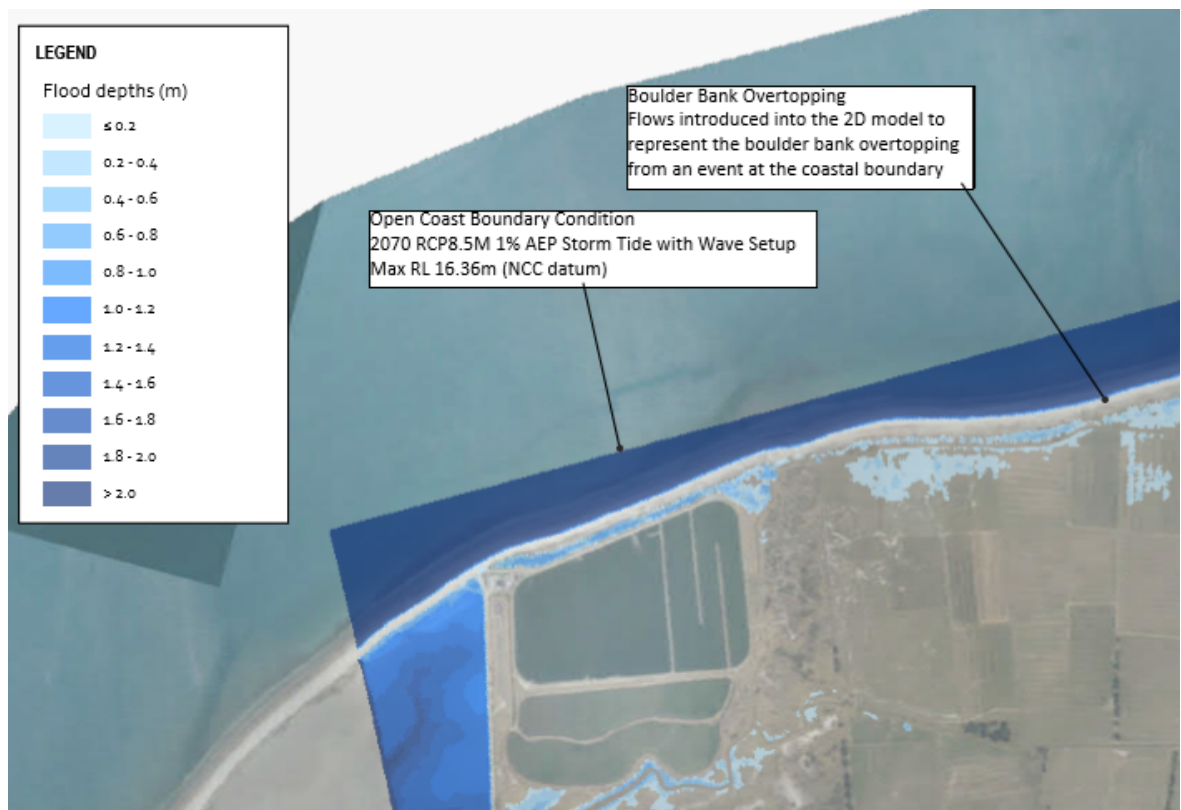 LEGEND
Flood depths (m)
≤ 0.2
0.2 - 0.4
0.4 - 0.6
0.6 - 0.8
0.8 - 1.0
1.0 - 1.2
1.2 - 1.4
1.4 - 1.6
1.6 - 1.8
1.8 - 2.0
> 2.0
Boulder Bank Overtopping
Flows introduced into the 2D model to
represent the boulder bank overtopping
from an event at the coastal boundary
Open Coast Boundary Condition
2070 RCP8.5M 1% AEP Storm Tide with Wave Setup
Max RL 16.36m (NCC datum)